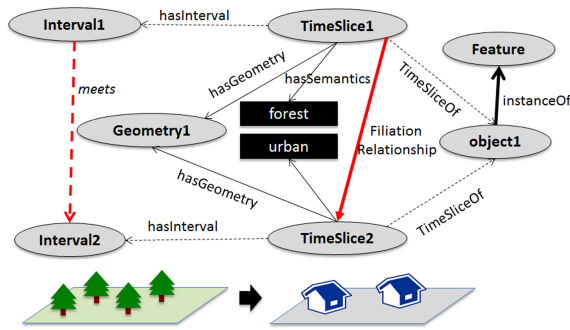 Interval1
hasInterval
TimeSlice1
Feature
meets
hasGeometry
hasSemantics
TimeSliceOf
instanceOf
forest
Geometry1
urban
Filiation
Relationship
object1
hasGeometry
TimeSliceOf
Interval2
hasInterval
TimeSlice2